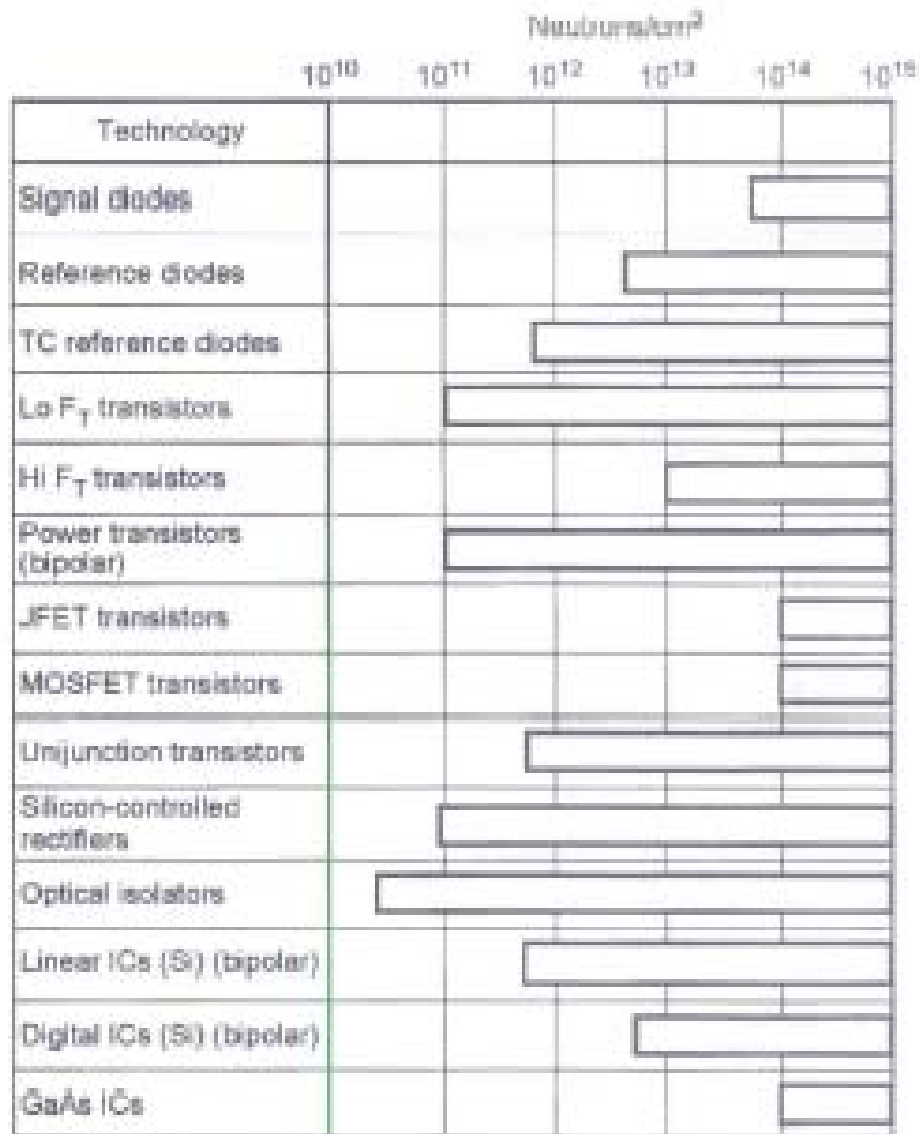 Neutrons/cm²
10¹⁰ 10¹¹ 10¹² 10¹³ 10¹⁴ 10¹⁵
Technology
Signal diodes
Reference diodes
TC reference diodes
Lo F_T transistors
Hi F_T transistors
Power transistors
(bipolar)
JFET transistors
MOSFET transistors
Unijunction transistors
Silicon-controlled
rectifiers
Optical isolators
Linear ICs (Si) (bipolar)
Digital ICs (Si) (bipolar)
GaAs ICs